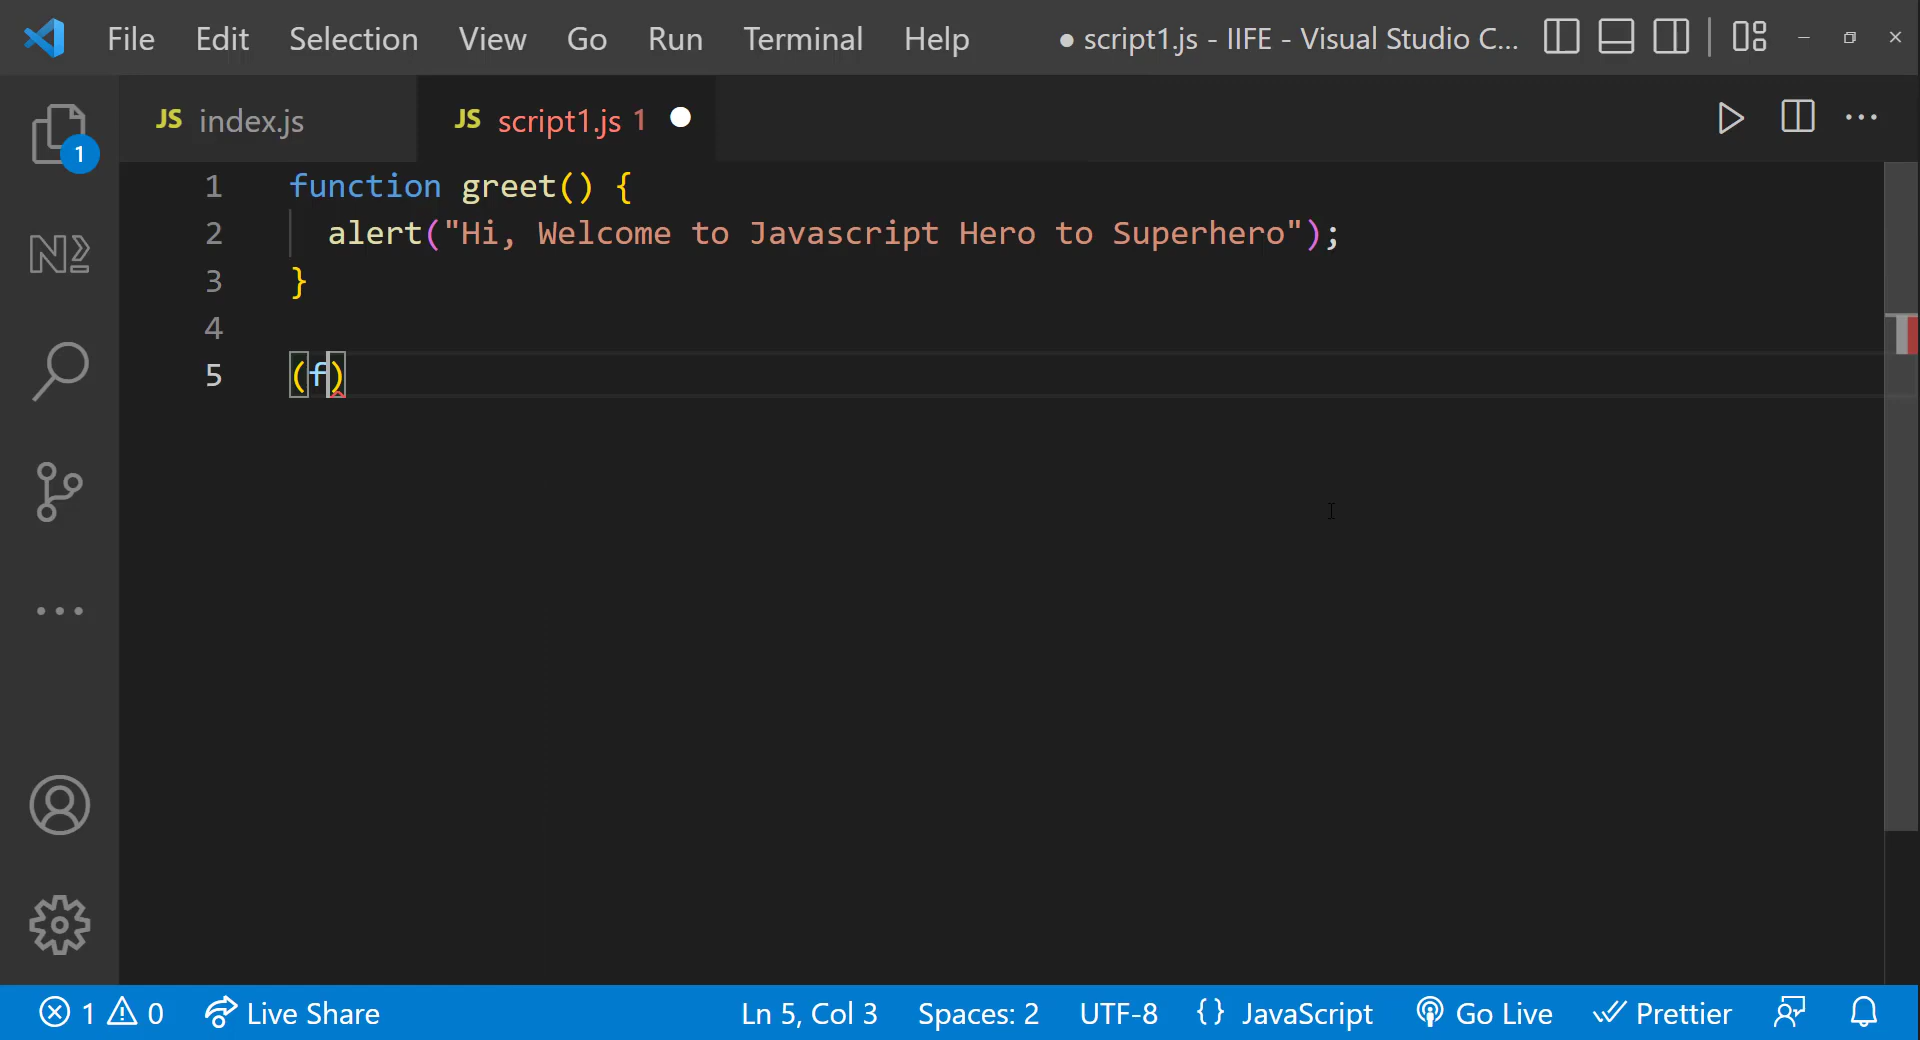 File Edit Selection View Go Run Terminal Help ● script1.js - IIFE - Visual Studio C...
JS index.js JS script1.js 1
1
1 function greet() {
2 alert("Hi, Welcome to Javascript Hero to Superhero");
3 }
4
5 (f)
1 0 Live Share Ln 5, Col 3 Spaces: 2 UTF-8 {} JavaScript Go Live Prettier